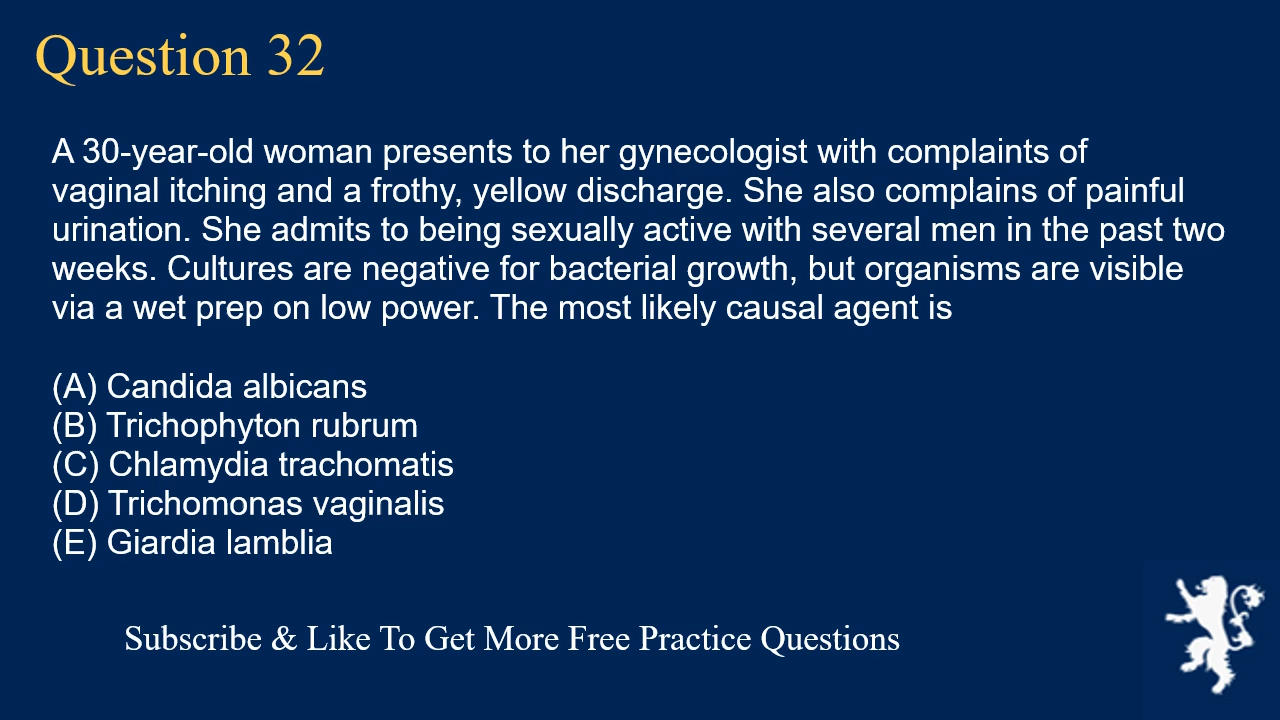 Question 32
A 30-year-old woman presents to her gynecologist with complaints of
vaginal itching and a frothy, yellow discharge. She also complains of painful
urination. She admits to being sexually active with several men in the past two
weeks. Cultures are negative for bacterial growth, but organisms are visible
via a wet prep on low power. The most likely causal agent is
(A) Candida albicans
(B) Trichophyton rubrum
(C) Chlamydia trachomatis
(D) Trichomonas vaginalis
(E) Giardia lamblia
Subscribe & Like To Get More Free Practice Questions